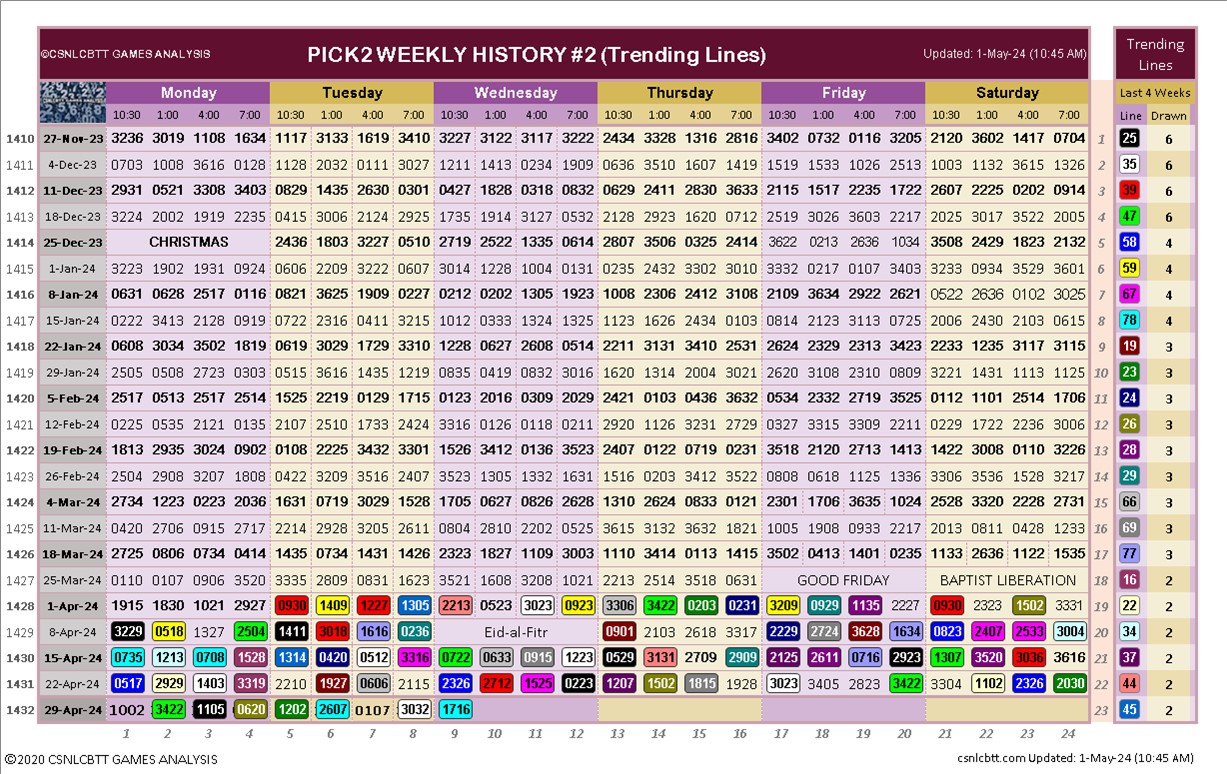 ©CSNLCBTT GAMES ANALYSIS PICK2 WEEKLY HISTORY #2 (Trending Lines) Updated: 1-May-24 (10:45 AM) Trending Lines
Monday Tuesday Wednesday Thursday Friday Saturday Last 4 Weeks
10:30 1:00 4:00 7:00 10:30 1:00 4:00 7:00 10:30 1:00 4:00 7:00 10:30 1:00 4:00 7:00 10:30 1:00 4:00 7:00 10:30 1:00 4:00 7:00 Line Drawn
1410 27-Nov-23 3236 3019 1108 1634 1117 3133 1619 3410 3227 3122 3117 3222 2434 3328 1316 2816 3402 0732 0116 3205 2120 3602 1417 0704 1 25 6
1411 4-Dec-23 0703 1008 3616 0128 1128 2032 0111 3027 1211 1413 0234 1909 0636 3510 1607 1419 1519 1533 1026 2513 1003 1132 3615 1326 2 35 6
1412 11-Dec-23 2931 0521 3308 3403 0829 1435 2630 0301 0427 1828 0318 0832 0629 2411 2830 3633 2115 1517 2235 1722 2607 2225 0202 0914 3 39 6
1413 18-Dec-23 3224 2002 1919 2235 0415 3006 2124 2925 1735 1914 3127 0532 2128 2923 1620 0712 2519 3026 3603 2217 2025 3017 3522 2005 4 47 6
1414 25-Dec-23 CHRISTMAS 2436 1803 3227 0510 2719 2522 1335 0614 2807 3506 0325 2414 3622 0213 2636 1034 3508 2429 1823 2132 5 58 4
1415 1-Jan-24 3223 1902 1931 0924 0606 2209 3222 0607 3014 1228 1004 0131 0235 2432 3302 3010 3332 0217 0107 3403 3233 0934 3529 3601 6 59 4
1416 8-Jan-24 0631 0628 2517 0116 0821 3625 1909 0227 0212 0202 1305 1923 1008 2306 2412 3108 2109 3634 2922 2621 0522 2636 0102 3025 7 67 4
1417 15-Jan-24 0222 3413 2128 0919 0722 2316 0411 3215 1012 0333 1324 1325 1123 1626 2434 0103 0814 2123 3113 0725 2006 2430 2103 0615 8 78 4
1418 22-Jan-24 0608 3034 3502 1819 0619 3029 1729 3310 1228 0627 2608 0514 2211 3131 3410 2531 2624 2329 2313 3423 2233 1235 3117 3115 9 19 3
1419 29-Jan-24 2505 0508 2723 0303 0515 3616 1435 1219 0835 0419 0832 3016 1620 1314 2004 3021 2620 3108 2310 0809 3221 1431 1113 1125 10 23 3
1420 5-Feb-24 2517 0513 2517 2514 1525 2219 0129 1715 0123 2016 0309 2029 2421 0103 0436 3632 0534 2332 2719 3525 0112 1101 2514 1706 11 24 3
1421 12-Feb-24 0225 0535 2121 0135 2107 2510 1733 2424 3316 0126 0118 0211 2920 1126 3231 2729 0327 3315 3309 2211 0229 1722 2236 3006 12 26 3
1422 19-Feb-24 1813 2935 3024 0902 0108 2225 3432 3301 1526 3412 0136 3523 2407 0122 0719 0231 3518 2120 2713 1413 1422 3008 0110 3226 13 28 3
1423 26-Feb-24 2504 2908 3207 1808 0422 3209 3516 2402 3523 1305 1332 1631 1516 0203 3412 3522 0808 0618 1125 1336 3306 3536 1528 3217 14 29 3
1424 4-Mar-24 2734 1223 0223 2036 1631 0719 3029 1528 1705 0627 0826 2628 1310 2624 0833 0121 2301 1706 3635 1024 2528 3320 2228 2731 15 66 3
1425 11-Mar-24 0420 2706 0915 2717 2214 2928 3205 2611 0804 2810 2202 0525 3615 3132 3632 1821 1005 1908 0933 2217 2013 0811 0428 1233 16 69 3
1426 18-Mar-24 2725 0806 0734 0414 1435 0734 1431 1426 2323 1827 1109 3003 1110 3414 0113 1415 3502 0413 1401 0235 1133 2636 1122 1535 17 77 3
1427 25-Mar-24 0110 0107 0906 3520 3335 2809 0831 1623 3521 1608 3208 1021 2213 2514 3518 0631 GOOD FRIDAY BAPTIST LIBERATION 18 16 2
1428 1-Apr-24 1915 1830 1021 2927 0930 1409 1227 1305 2213 0523 3023 0923 3306 3422 0203 0231 3209 0929 1135 2227 0930 2323 1502 3331 19 22 2
1429 8-Apr-24 3229 0518 1327 2504 1411 3018 1616 0236 Eid-al-Fitr 0901 2103 2618 3317 2229 2724 3628 1634 0823 2407 2533 3004 20 34 2
1430 15-Apr-24 0735 1213 0708 1528 1314 0420 0512 3316 0722 0633 0915 1223 0529 3131 2709 2909 2125 2611 0716 2923 1307 3520 3036 3616 21 37 2
1431 22-Apr-24 0517 2929 1403 3319 2210 1927 0606 2115 2326 2712 1525 0223 1207 1502 1815 1928 3023 3405 2823 3422 3304 1102 2326 2030 22 44 2
1432 29-Apr-24 1002 3422 1105 0620 1202 2607 0107 3032 1716 23 45 2
1 2 3 4 5 6 7 8 9 10 11 12 13 14 15 16 17 18 19 20 21 22 23 24
©2020 CSNLCBTT GAMES ANALYSIS csnlcbtt.com Updated: 1-May-24 (10:45 AM)